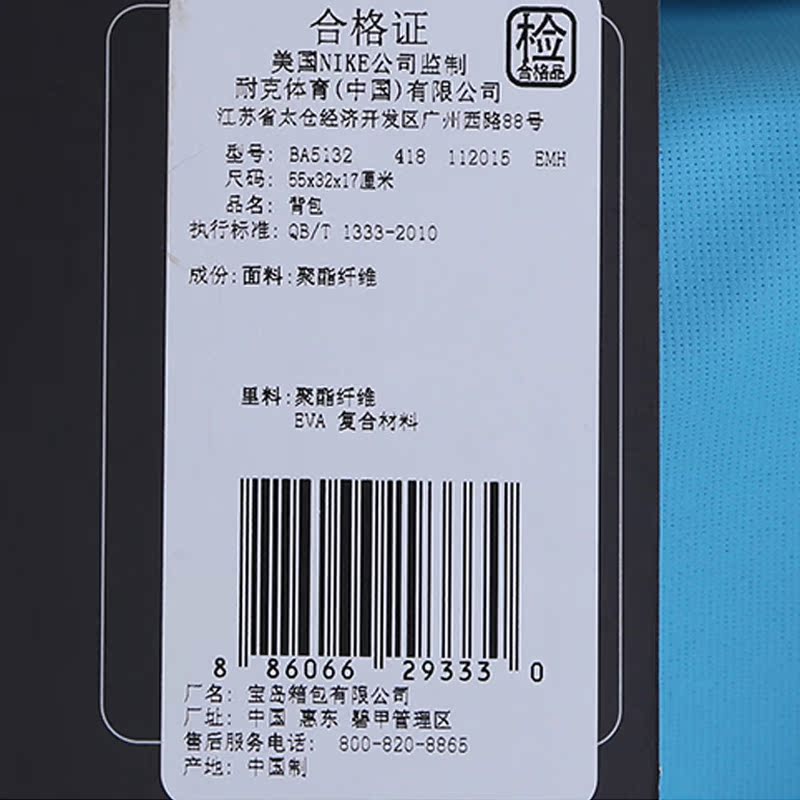 合格证
检
合格品
美国NIKE公司监制
耐克体育(中国)有限公司
江苏省太仓经济开发区广州西路88号
型号: BA5132 418 112015 EMH
尺码: 55x32x17厘米
品名: 背包
执行标准: QB/T 1333-2010
成份:面料:聚酯纤维
里料:聚酯纤维
EVA 复合材料
8 86066 29333 0
厂名: 宝岛箱包有限公司
厂址: 中国 惠东 碧甲管理区
售后服务电话: 800-820-8865
产地: 中国制